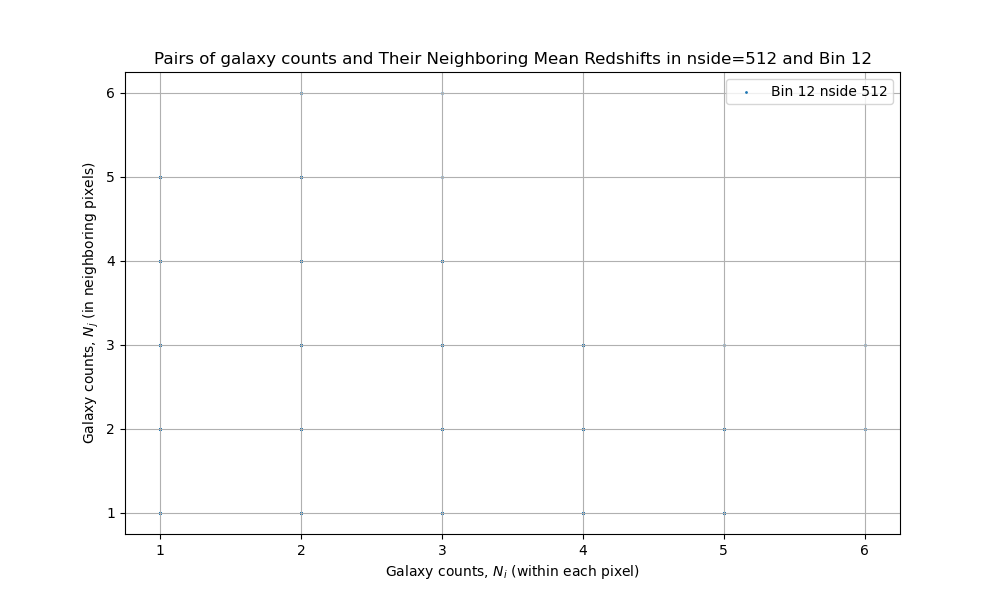 Pairs of galaxy counts and Their Neighboring Mean Redshifts in nside=512 and Bin 12
Bin 12 nside 512
6
5
4
3
2
1
Galaxy counts, N_j (in neighboring pixels)
1 2 3 4 5 6
Galaxy counts, N_i (within each pixel)